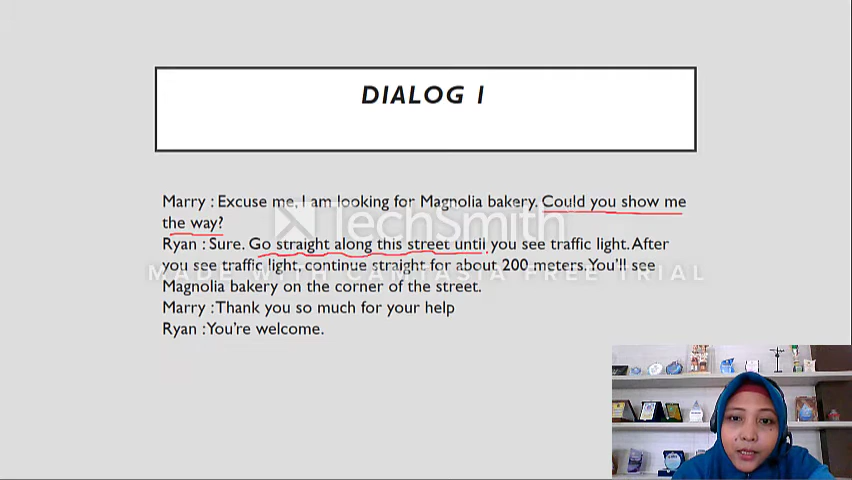 DIALOG 1
Marry : Excuse me, I am looking for Magnolia bakery. Could you show me
the way?
Ryan : Sure. Go straight along this street until you see traffic light. After
you see traffic light, continue straight for about 200 meters. You'll see
Magnolia bakery on the corner of the street.
Marry : Thank you so much for your help
Ryan : You're welcome.
TechSmith
MADE WITH CAMTASIA FREE TRIAL